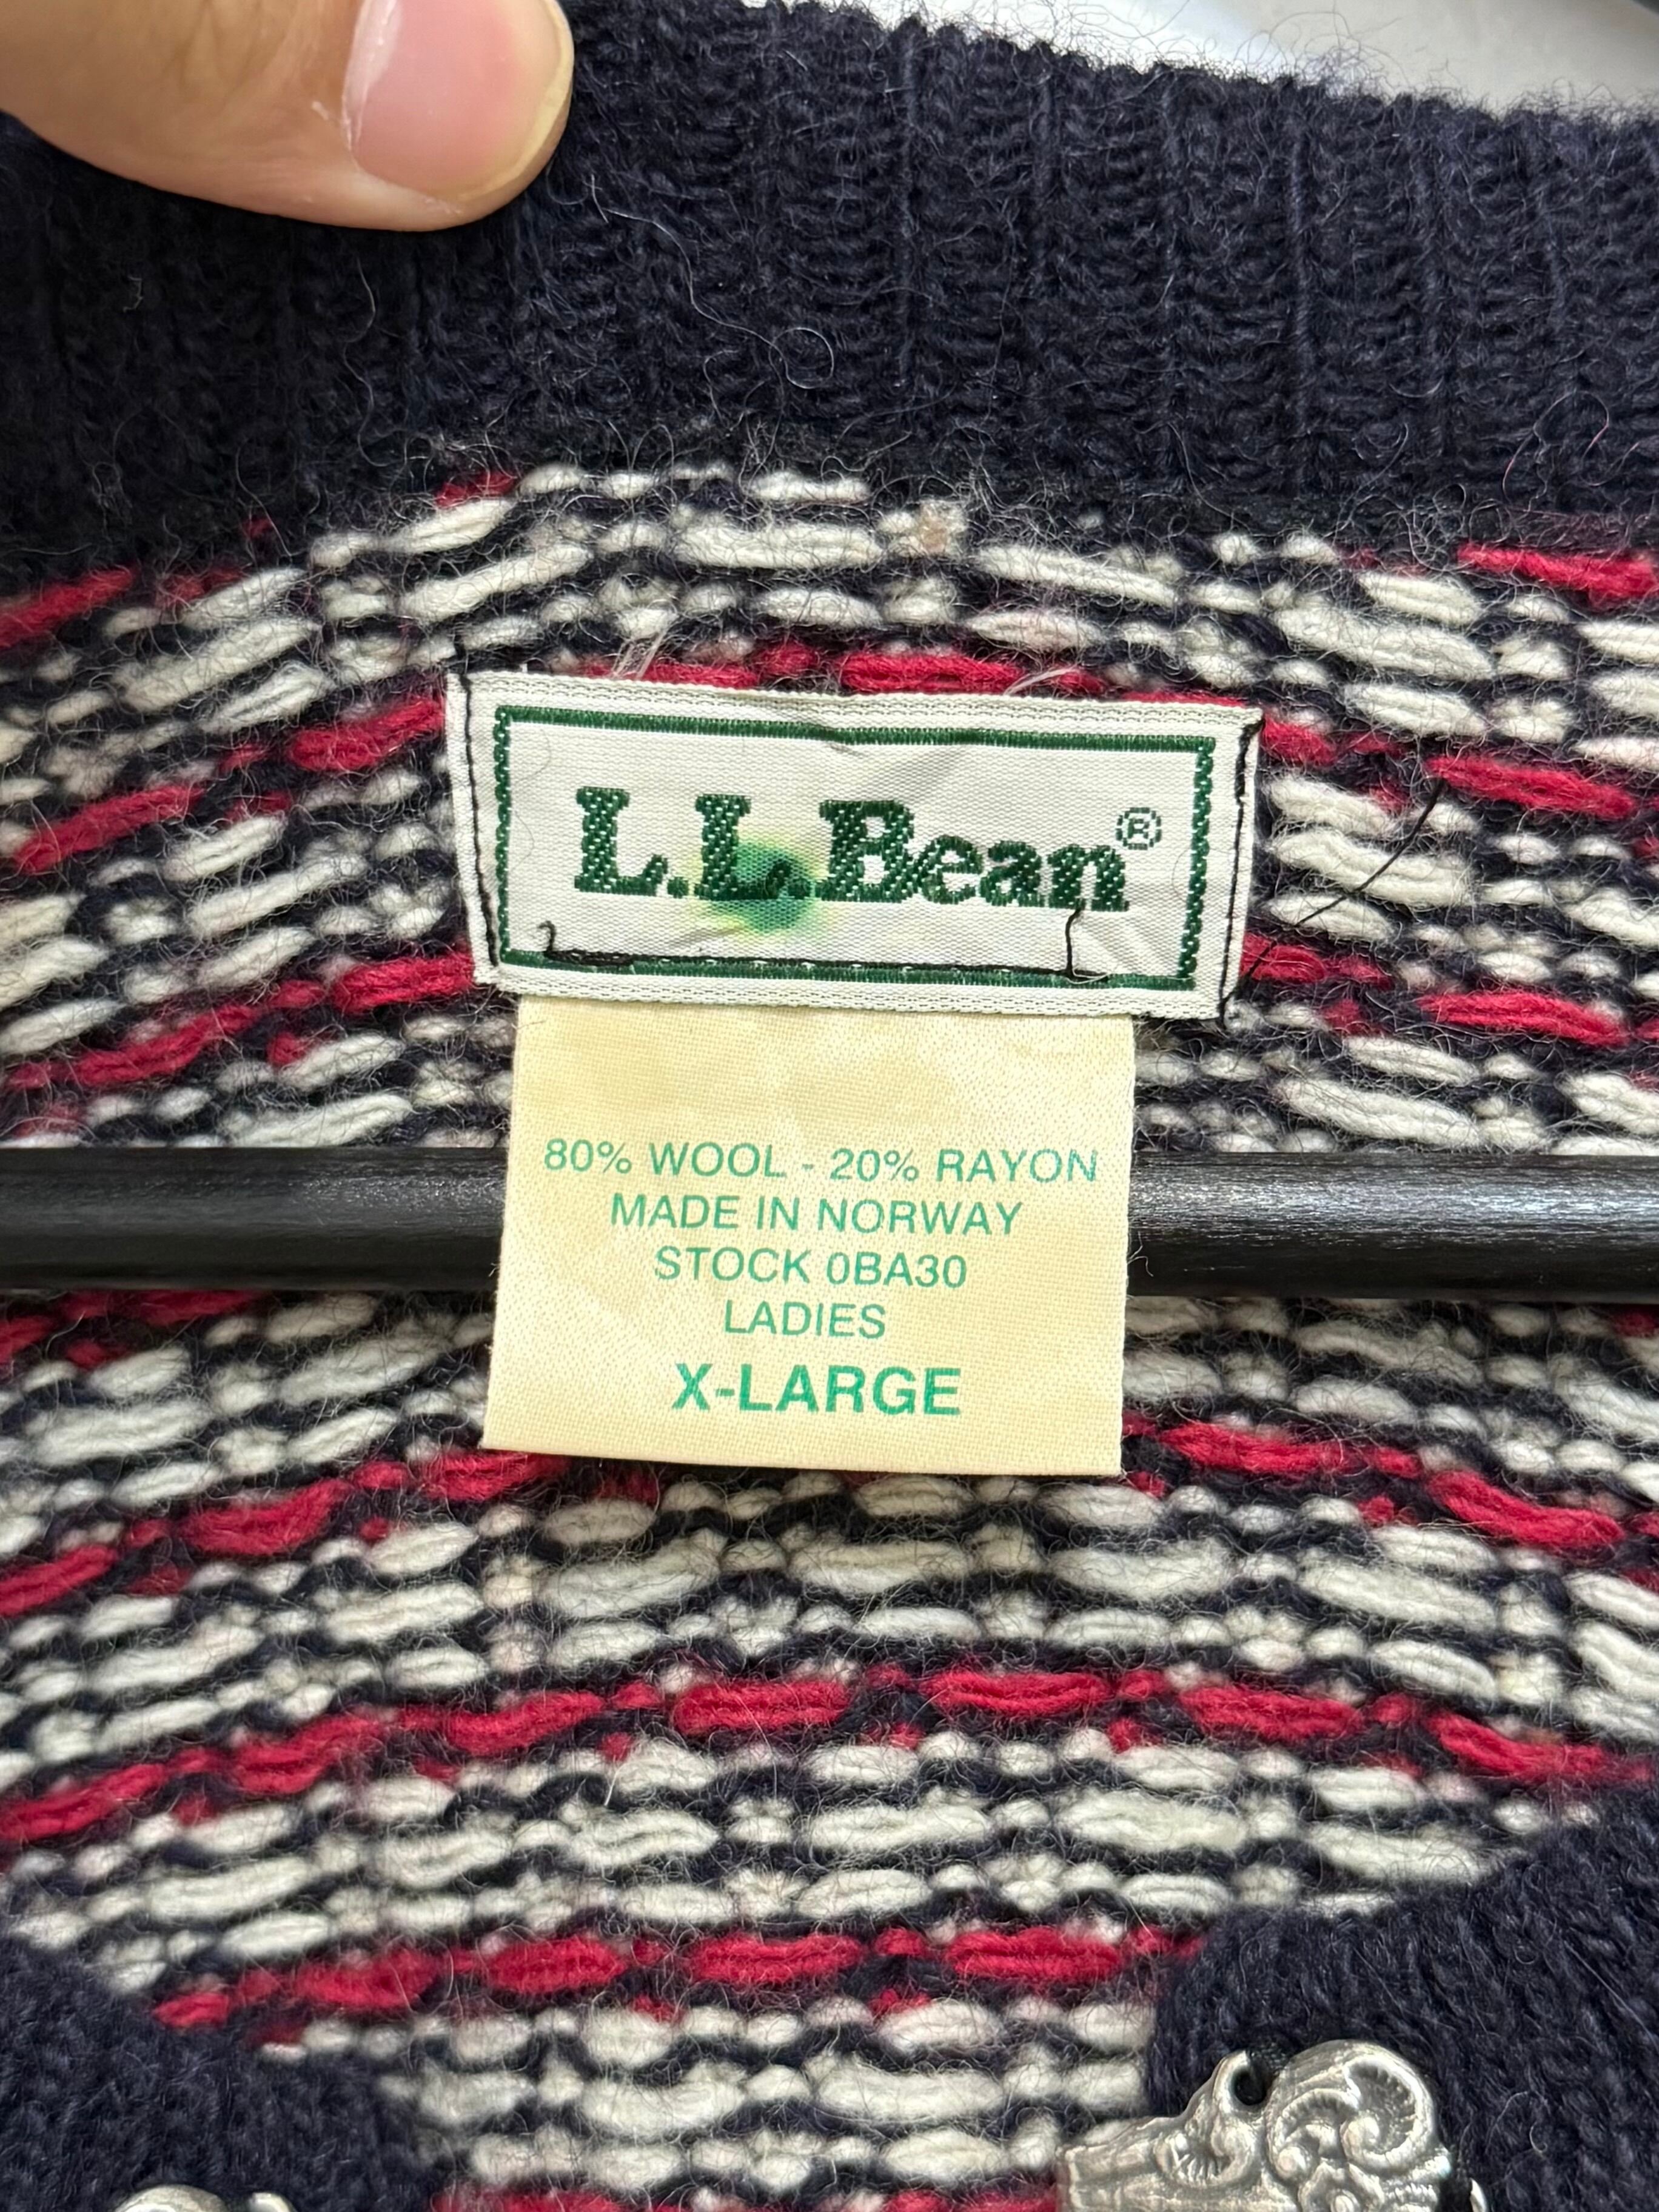 L.L.Bean®
80% WOOL - 20% RAYON
MADE IN NORWAY
STOCK 0BA30
LADIES
X-LARGE